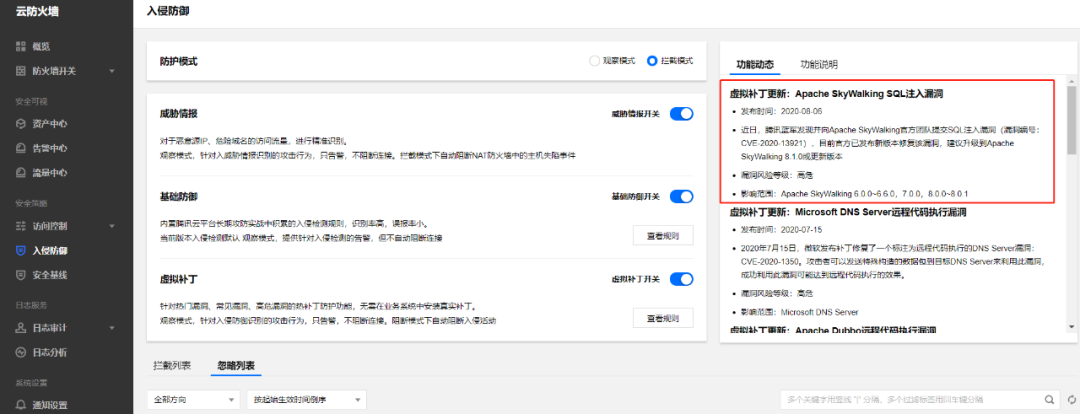 云防火墙
概览
防火墙开关
安全可视
资产中心
告警中心
流量中心
安全策略
访问控制
入侵防御
安全基线
日志服务
日志审计
日志分析
系统设置
通知设置
入侵防御
防护模式
观察模式
拦截模式
威胁情报
威胁情报开关
对于恶意源IP、危险域名的访问流量，进行精准识别。
观察模式，针对入威胁情报识别的攻击行为，只告警，不阻断连接。拦截模式下自动阻断NAT防火墙中的主机失陷事件
基础防御
基础防御开关
内置腾讯云平台长期攻防实战中积累的入侵检测规则，识别率高，误报率小。
当前版本入侵检测默认 观察模式，提供针对入侵检测的告警，但不自动阻断连接
查看规则
虚拟补丁
虚拟补丁开关
针对热门漏洞、常见漏洞、高危漏洞的热补丁防护功能，无需在业务系统中安装真实补丁。
观察模式，针对入侵防御识别的攻击行为，只告警，不阻断连接。阻断模式下自动阻断入侵活动
查看规则
功能动态
功能说明
虚拟补丁更新：Apache SkyWalking SQL注入漏洞
发布时间：2020-08-06
近日，腾讯蓝军发现并向Apache SkyWalking官方团队提交SQL注入漏洞（漏洞编号：
CVE-2020-13921），目前官方已发布新版本修复该漏洞，建议升级到Apache
SkyWalking 8.1.0或更新版本
漏洞风险等级：高危
影响范围：Apache SkyWalking 6.0.0~6.6.0，7.0.0，8.0.0~8.0.1
虚拟补丁更新：Microsoft DNS Server远程代码执行漏洞
发布时间：2020-07-15
2020年7月15日，微软发布补丁修复了一个标注为远程代码执行的DNS Server漏洞：
CVE-2020-1350。攻击者可以发送特殊构造的数据包到目标DNS Server来利用此漏洞，
成功利用此漏洞可能达到远程代码执行的效果。
漏洞风险等级：高危
影响范围：Microsoft DNS Server
虚拟补丁更新：Apache Dubbo远程代码执行漏洞
拦截列表
忽略列表
全部方向
按起始生效时间倒序
多个关键字用竖线 "|" 分隔，多个过滤标签用回车键分隔